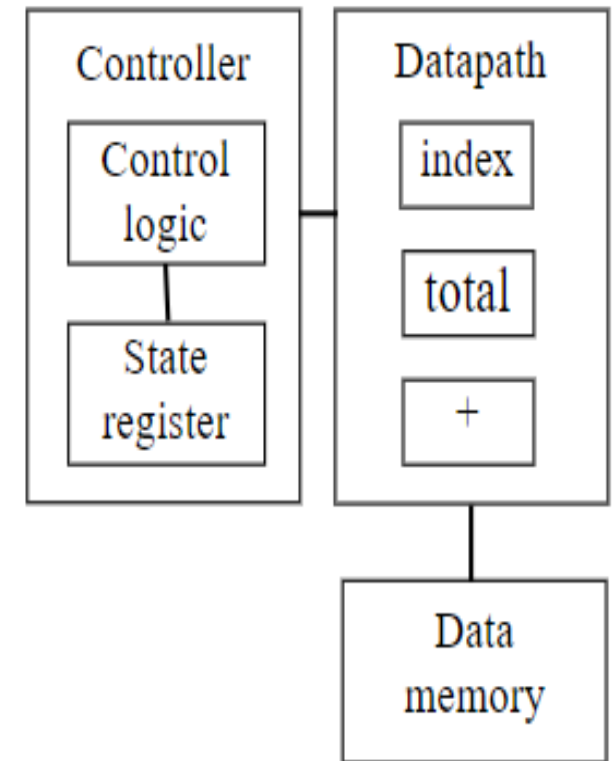 Controller
Control
logic
State
register
Datapath
index
total
+
Data
memory